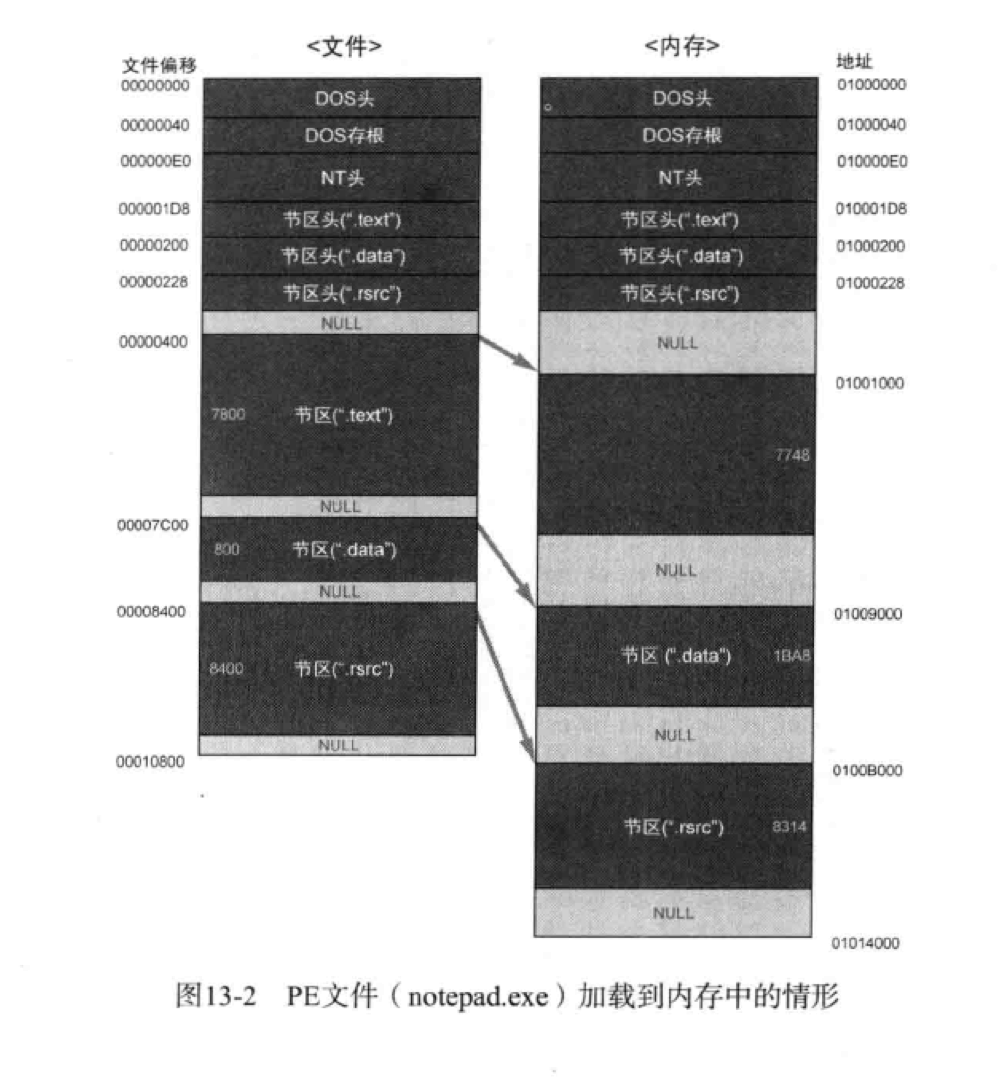 <文件> <内存>
文件偏移 地址
00000000 DOS头 DOS头 01000000
00000040 DOS存根 DOS存根 01000040
000000E0 NT头 NT头 010000E0
000001D8 节区头(“.text”) 节区头(“.text”) 010001D8
00000200 节区头(“.data”) 节区头(“.data”) 01000200
00000228 节区头(“.rsrc”) 节区头(“.rsrc”) 01000228
NULL
00000400 NULL
01001000
7800 节区(“.text”)
7748
NULL
00007C00
800 节区(“.data”) NULL
NULL
00008400 01009000
节区 (“.data”) 1BA8
8400 节区(“.rsrc”)
NULL NULL
00010800 0100B000
节区(“.rsrc”) 8314
NULL
01014000
图13-2 PE文件（notepad.exe）加载到内存中的情形